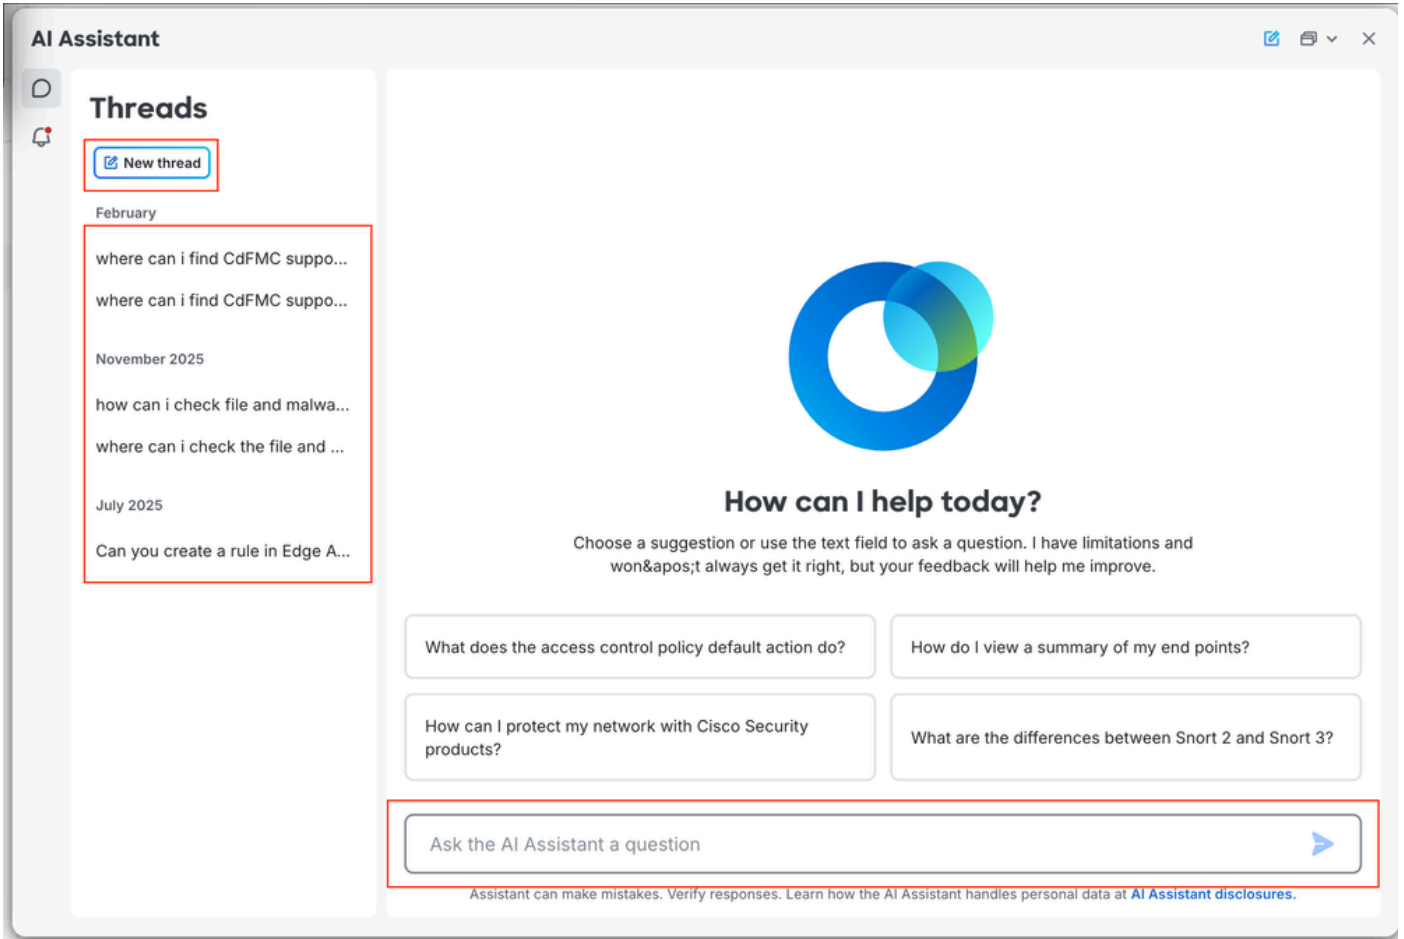 AI Assistant
Threads
New thread
February
where can i find CdFMC suppo...
where can i find CdFMC suppo...
November 2025
how can i check file and malwa...
where can i check the file and ...
July 2025
Can you create a rule in Edge A...
How can I help today?
Choose a suggestion or use the text field to ask a question. I have limitations and
won&apos;t always get it right, but your feedback will help me improve.
What does the access control policy default action do?
How do I view a summary of my end points?
How can I protect my network with Cisco Security
products?
What are the differences between Snort 2 and Snort 3?
Ask the AI Assistant a question
Assistant can make mistakes. Verify responses. Learn how the AI Assistant handles personal data at AI Assistant disclosures.